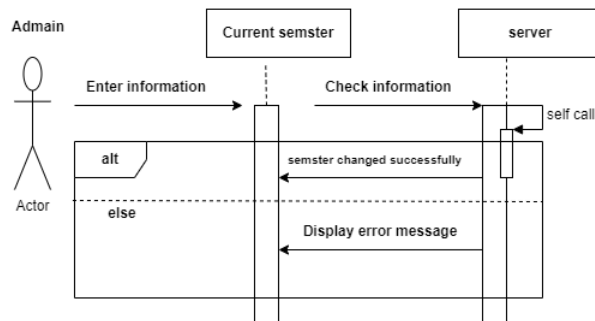 Admain
Current semster
server
Enter information
Check information
self call
alt
semster changed successfully
Actor
else
Display error message